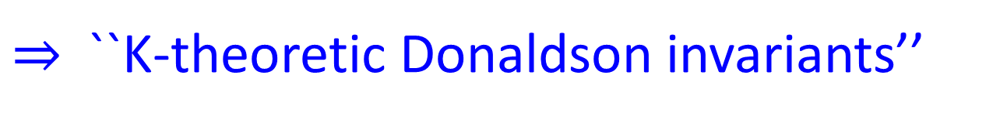 ⇒ ``K-theoretic Donaldson invariants’’